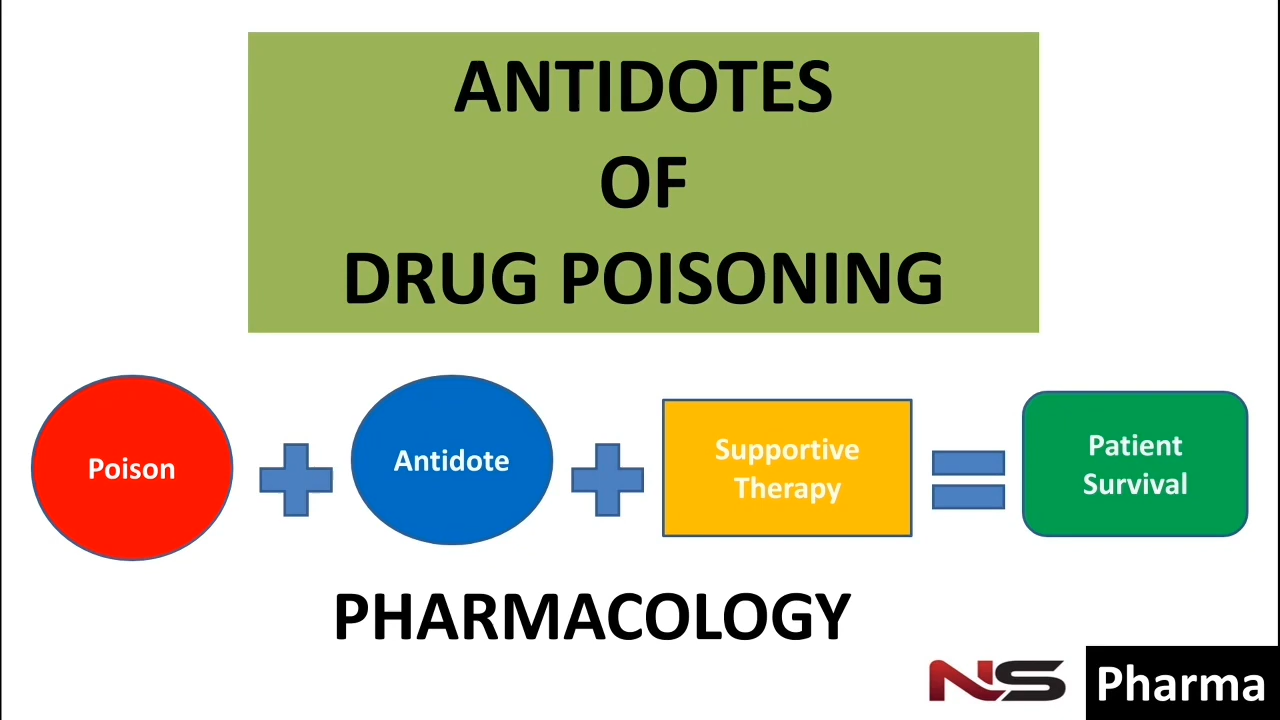 ANTIDOTES
OF
DRUG POISONING
Poison
Antidote
Supportive
Therapy
Patient
Survival
PHARMACOLOGY
NS Pharma